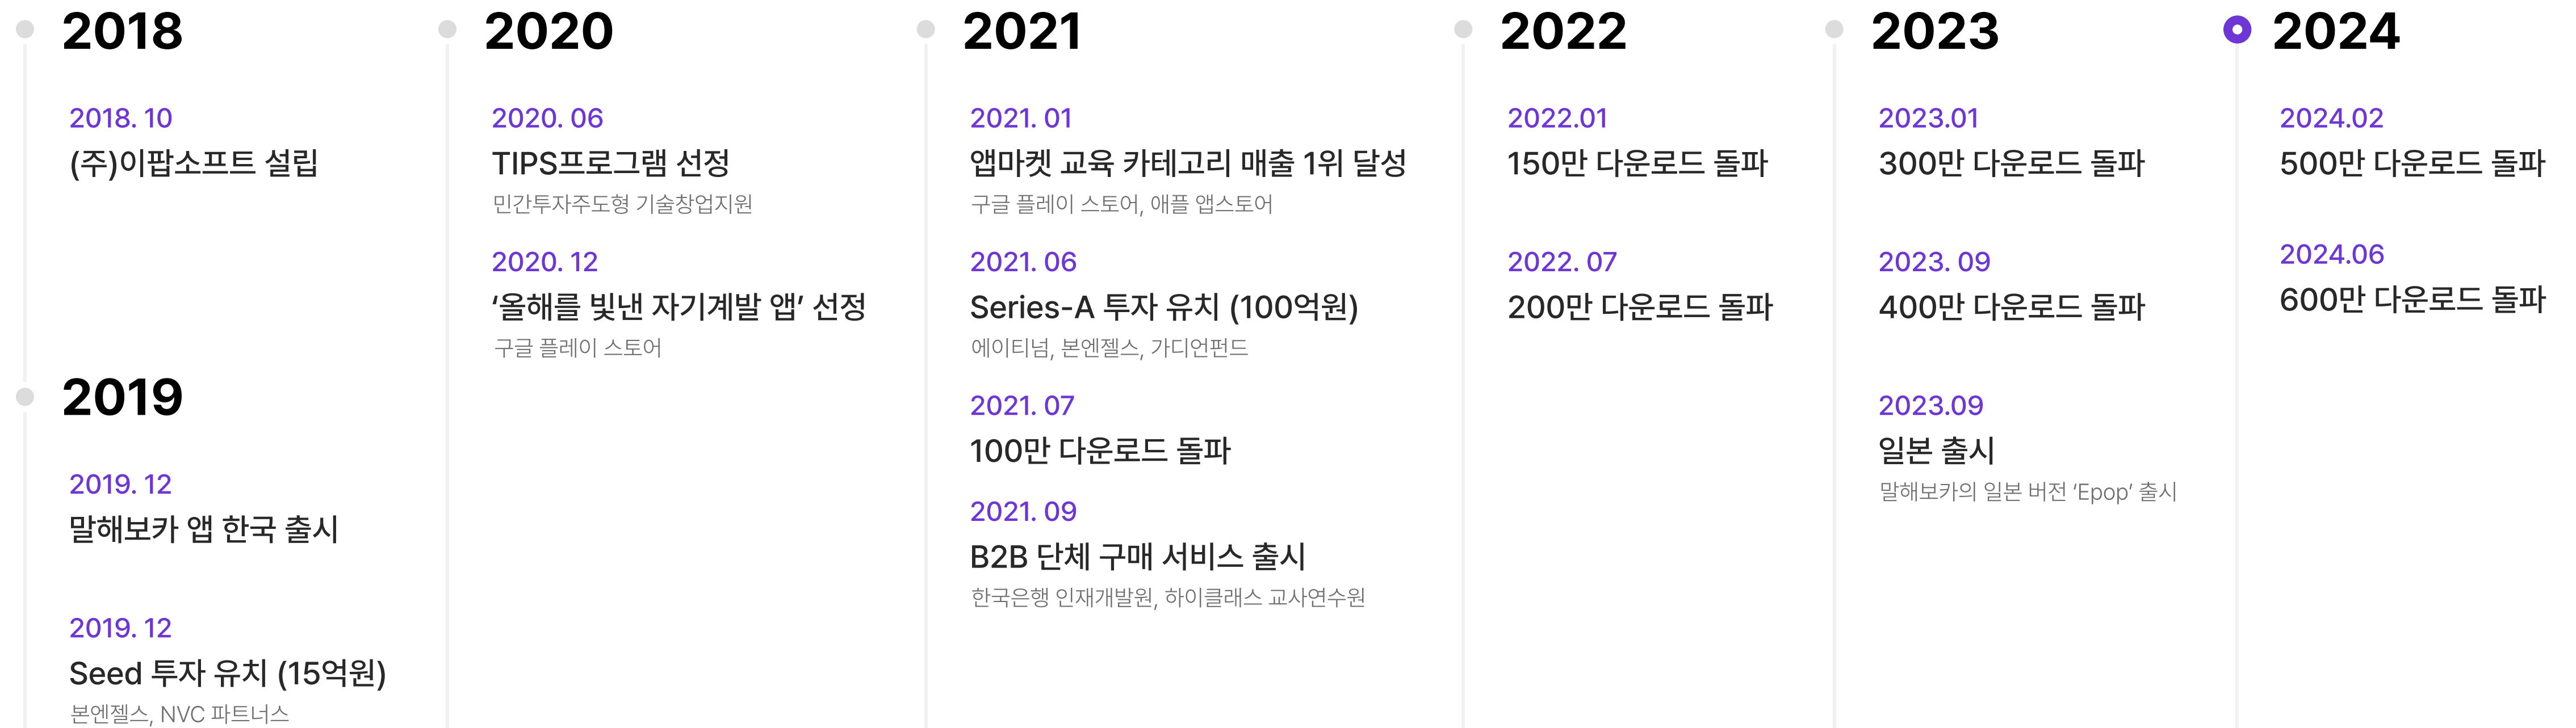 2018
2018. 10
(주)이팝소프트 설립
2019
2019. 12
말해보카 앱 한국 출시
2019. 12
Seed 투자 유치 (15억원)
본엔젤스, NVC 파트너스
2020
2020. 06
TIPS프로그램 선정
민간투자주도형 기술창업지원
2020. 12
‘올해를 빛낸 자기계발 앱’ 선정
구글 플레이 스토어
2021
2021. 01
앱마켓 교육 카테고리 매출 1위 달성
구글 플레이 스토어, 애플 앱스토어
2021. 06
Series-A 투자 유치 (100억원)
에이티넘, 본엔젤스, 가디언펀드
2021. 07
100만 다운로드 돌파
2021. 09
B2B 단체 구매 서비스 출시
한국은행 인재개발원, 하이클래스 교사연수원
2022
2022.01
150만 다운로드 돌파
2022. 07
200만 다운로드 돌파
2023
2023.01
300만 다운로드 돌파
2023. 09
400만 다운로드 돌파
2023.09
일본 출시
말해보카의 일본 버전 ‘Epop’ 출시
2024
2024.02
500만 다운로드 돌파
2024.06
600만 다운로드 돌파